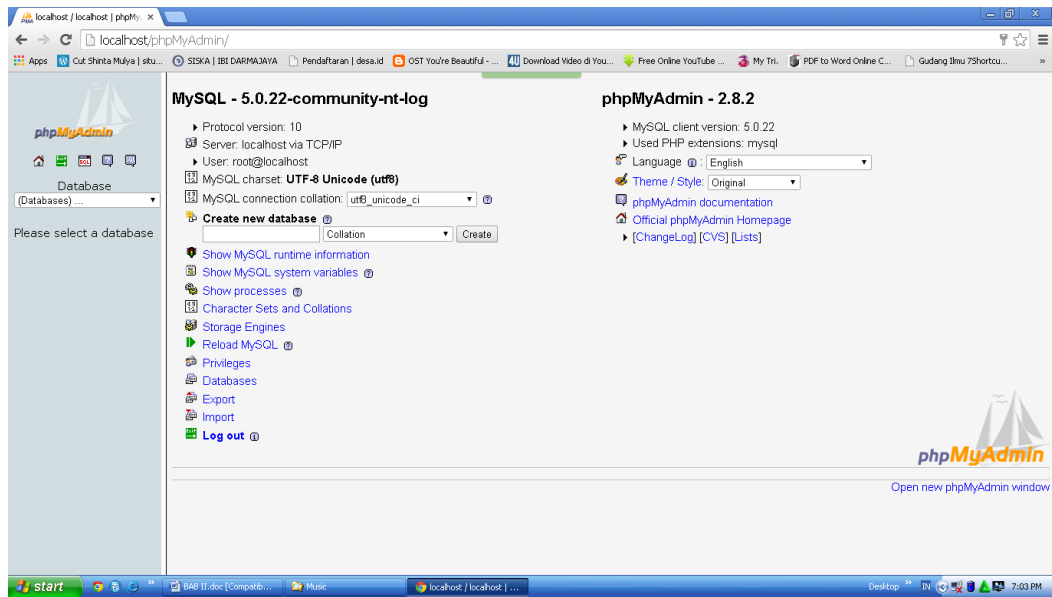 localhost / localhost | phpMy
localhost/phpMyAdmin/
Apps
Cut Shinta Mulya | situ...
SISKA | IBI DARMAJAYA
Pendaftaran | desa.id
OST You're Beautiful - ...
Download Video di You...
Free Online YouTube ...
My Tri.
PDF to Word Online C...
Gudang Ilmu 7Shortcu...
»
phpMyAdmin
Database
(Databases) ...
Please select a database
MySQL - 5.0.22-community-nt-log
Protocol version: 10
Server: localhost via TCP/IP
User: root@localhost
MySQL charset: UTF-8 Unicode (utf8)
MySQL connection collation: utf8_unicode_ci
Create new database
Collation
Create
Show MySQL runtime information
Show MySQL system variables
Show processes
Character Sets and Collations
Storage Engines
Reload MySQL
Privileges
Databases
Export
Import
Log out
phpMyAdmin - 2.8.2
MySQL client version: 5.0.22
Used PHP extensions: mysql
Language : English
Theme / Style: Original
phpMyAdmin documentation
Official phpMyAdmin Homepage
[ChangeLog] [CVS] [Lists]
phpMyAdmin
Open new phpMyAdmin window
start
»
BAB II.doc [Compatib...
Music
localhost / localhost | ...
Desktop
»
IN
7:03 PM